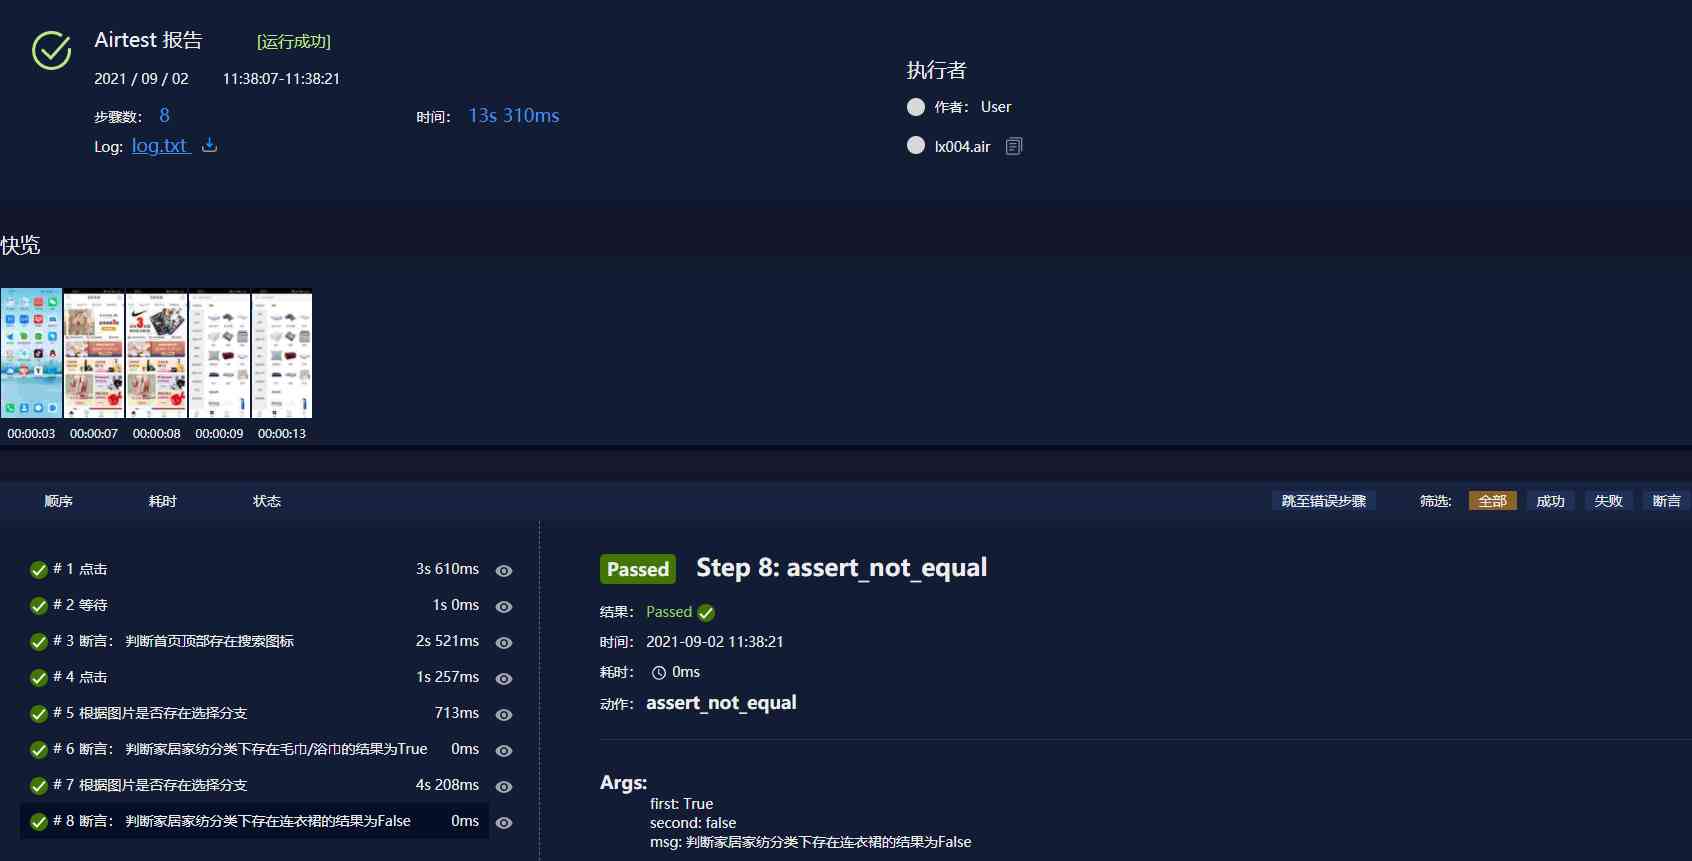 Airtest 报告 [运行成功]
2021 / 09 / 02 11:38:07-11:38:21
步骤数: 8 时间: 13s 310ms
Log: log.txt
执行者
作者: User
lx004.air
快览
00:00:03 00:00:07 00:00:08 00:00:09 00:00:13
顺序 耗时 状态 跳至错误步骤 筛选: 全部 成功 失败 断言
# 1 点击 3s 610ms
# 2 等待 1s 0ms
# 3 断言: 判断首页顶部存在搜索图标 2s 521ms
# 4 点击 1s 257ms
# 5 根据图片是否存在选择分支 713ms
# 6 断言: 判断家居家纺分类下存在毛巾/浴巾的结果为True 0ms
# 7 根据图片是否存在选择分支 4s 208ms
# 8 断言: 判断家居家纺分类下存在连衣裙的结果为False 0ms
Passed Step 8: assert_not_equal
结果: Passed
时间: 2021-09-02 11:38:21
耗时: 0ms
动作: assert_not_equal
Args:
first: True
second: false
msg: 判断家居家纺分类下存在连衣裙的结果为False